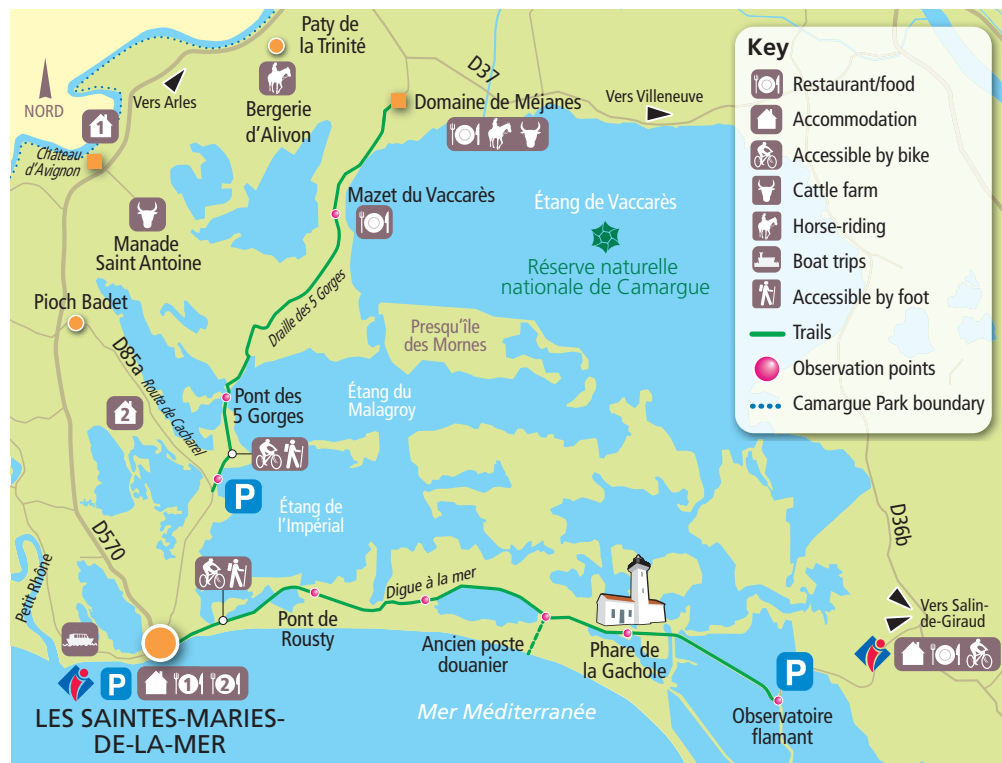 Paty de
la Trinité
NORD
Vers Arles
Bergerie
d'Alivon
D37
Domaine de Méjanes
Vers Villeneuve
1
Château
d'Avignon
Mazet du Vaccarès
Étang de Vaccarès
Réserve naturelle
nationale de Camargue
Manade
Saint Antoine
Draille des 5 Gorges
Pioch Badet
Presqu'île
des Mornes
D85a
Route de Cacharel
2
Pont des
5 Gorges
Étang du
Malagroy
P
Étang de
l'Impérial
D570
D36b
Petit Rhône
Digue à la mer
Pont de
Rousty
Ancien poste
douanier
Phare de
la Gachole
Vers Salin-
de-Giraud
P
Observatoire
flamant
P
1
2
LES SAINTES-MARIES-
DE-LA-MER
Mer Méditerranée
Key
Restaurant/food
Accommodation
Accessible by bike
Cattle farm
Horse-riding
Boat trips
Accessible by foot
Trails
Observation points
Camargue Park boundary